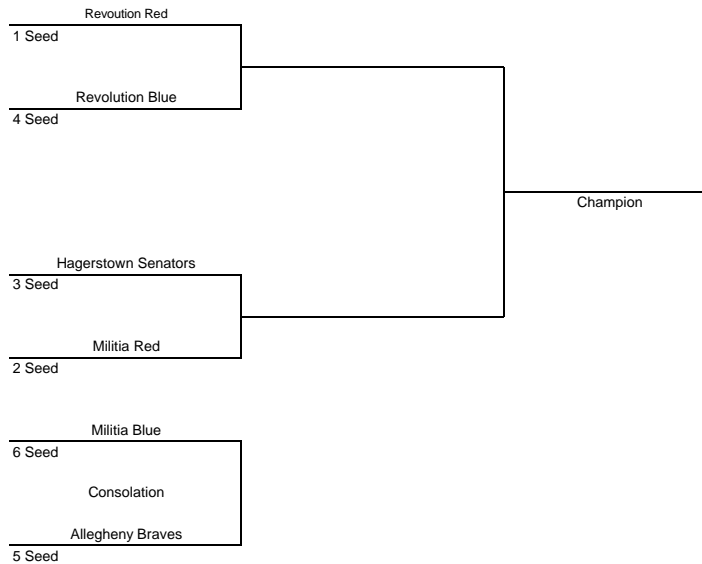 Revoution Red
1 Seed
Revolution Blue
4 Seed
Champion
Hagerstown Senators
3 Seed
Militia Red
2 Seed
Militia Blue
6 Seed
Consolation
Allegheny Braves
5 Seed